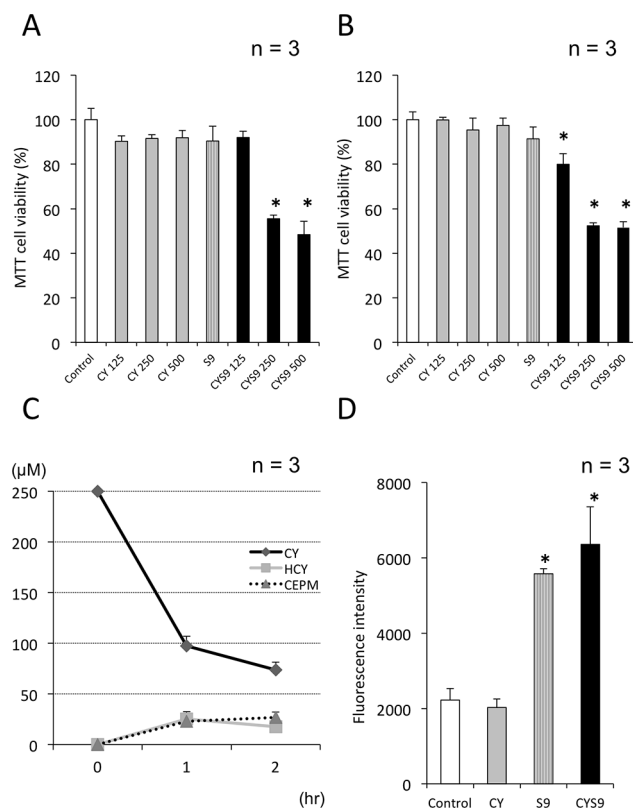 A
n = 3
MTT cell viability (%)
120
100
80
60
40
20
0
*
*
Control
CY 125
CY 250
CY 500
S9
CYS9 125
CYS9 250
CYS9 500
B
n = 3
MTT cell viability (%)
120
100
80
60
40
20
0
*
*
*
Control
CY 125
CY 250
CY 500
S9
CYS9 125
CYS9 250
CYS9 500
C
(μM)
n = 3
250
200
150
100
50
0
CY
HCY
CEPM
0
1
2
(hr)
D
n = 3
Fluorescence intensity
8000
6000
4000
2000
0
*
*
Control
CY
S9
CYS9